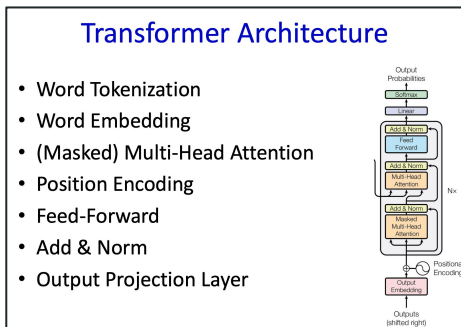 Transformer Architecture
• Word Tokenization
• Word Embedding
• (Masked) Multi-Head Attention
• Position Encoding
• Feed-Forward
• Add & Norm
• Output Projection Layer
Output
Probabilities
Softmax
Linear
Add & Norm
Feed
Forward
Add & Norm
Multi-Head
Attention
N×
Add & Norm
Masked
Multi-Head
Attention
Positional
Encoding
Output
Embedding
Outputs
(shifted right)